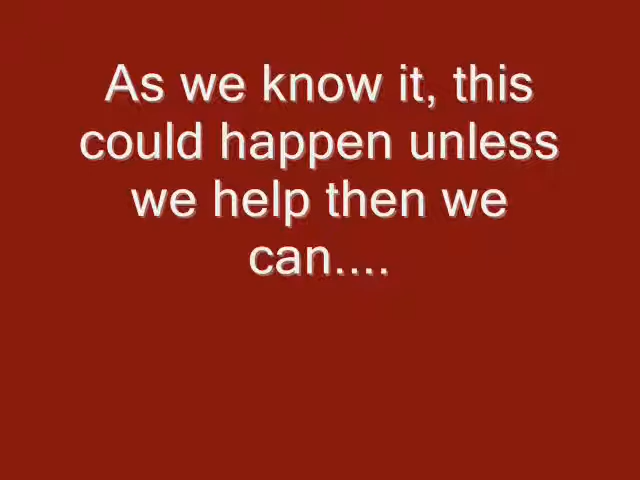 As we know it, this
could happen unless
we help then we
can....